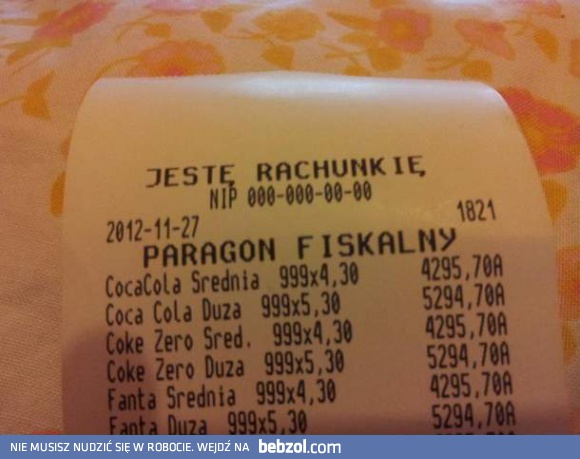 JESTĘ RACHUNKIĘ
NIP 000-000-00-00
2012-11-27 1821
PARAGON FISKALNY
CocaCola Srednia 999x4,30 4295,70A
Coca Cola Duza 999x5,30 5294,70A
Coke Zero Sred. 999x4,30 4295,70A
Coke Zero Duza 999x5,30 5294,70A
Fanta Srednia 999x4,30 4295,70A
Fanta Duza 999x5,30 5294,70A
NIE MUSISZ NUDZIĆ SIĘ W ROBOCIE. WEJDŹ NA bebzol.com